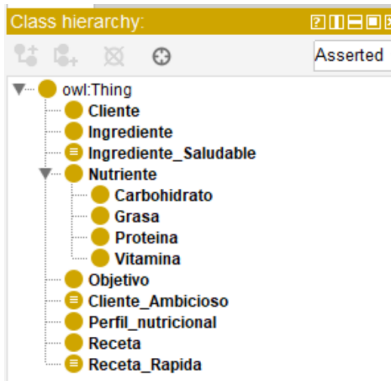 Class hierarchy:
Asserted
owl:Thing
Cliente
Ingrediente
Ingrediente_Saludable
Nutriente
Carbohidrato
Grasa
Proteina
Vitamina
Objetivo
Cliente_Ambicioso
Perfil_nutricional
Receta
Receta_Rapida